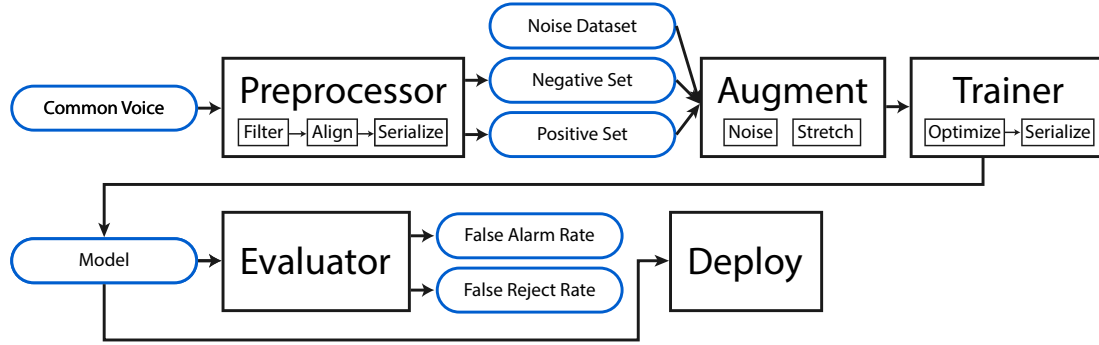 Noise Dataset
Common Voice
Preprocessor
Filter
Align
Serialize
Negative Set
Positive Set
Augment
Noise
Stretch
Trainer
Optimize
Serialize
Model
Evaluator
False Alarm Rate
False Reject Rate
Deploy